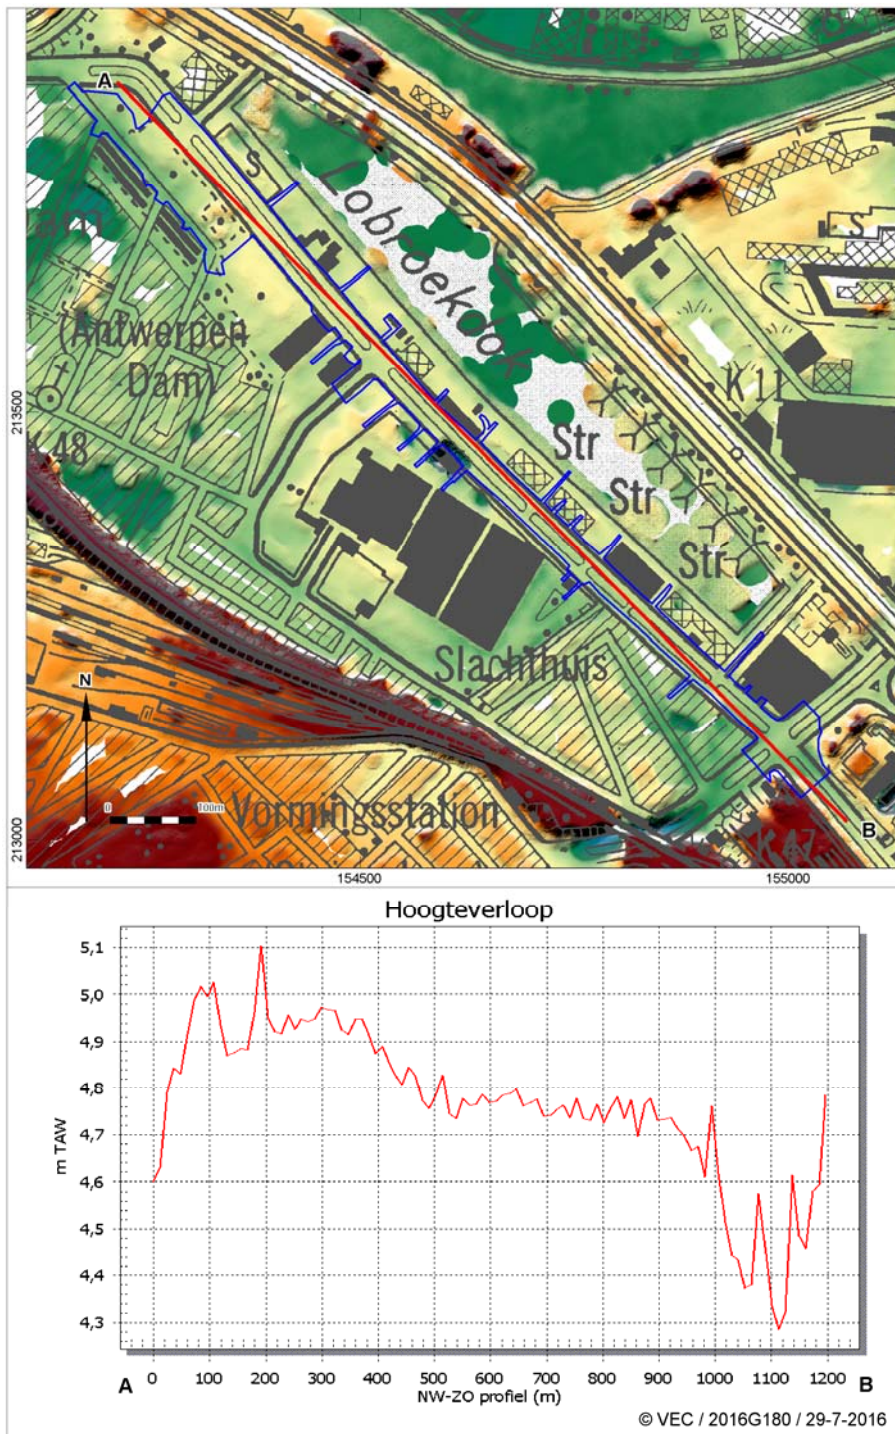 A
S
Lobroekdok
am
S
(Antwerpen
Dam)
K11
213500
K 48
Str
Str
Str
Slachthuis
N
0 100m
Vormingsstation
B
K 47
213000
154500 155000
Hoogteverloop
5,1
5,0
4,9
4,8
4,7
4,6
4,5
4,4
4,3
m TAW
0 100 200 300 400 500 600 700 800 900 1000 1100 1200
A NW-ZO profiel (m) B
© VEC / 2016G180 / 29-7-2016